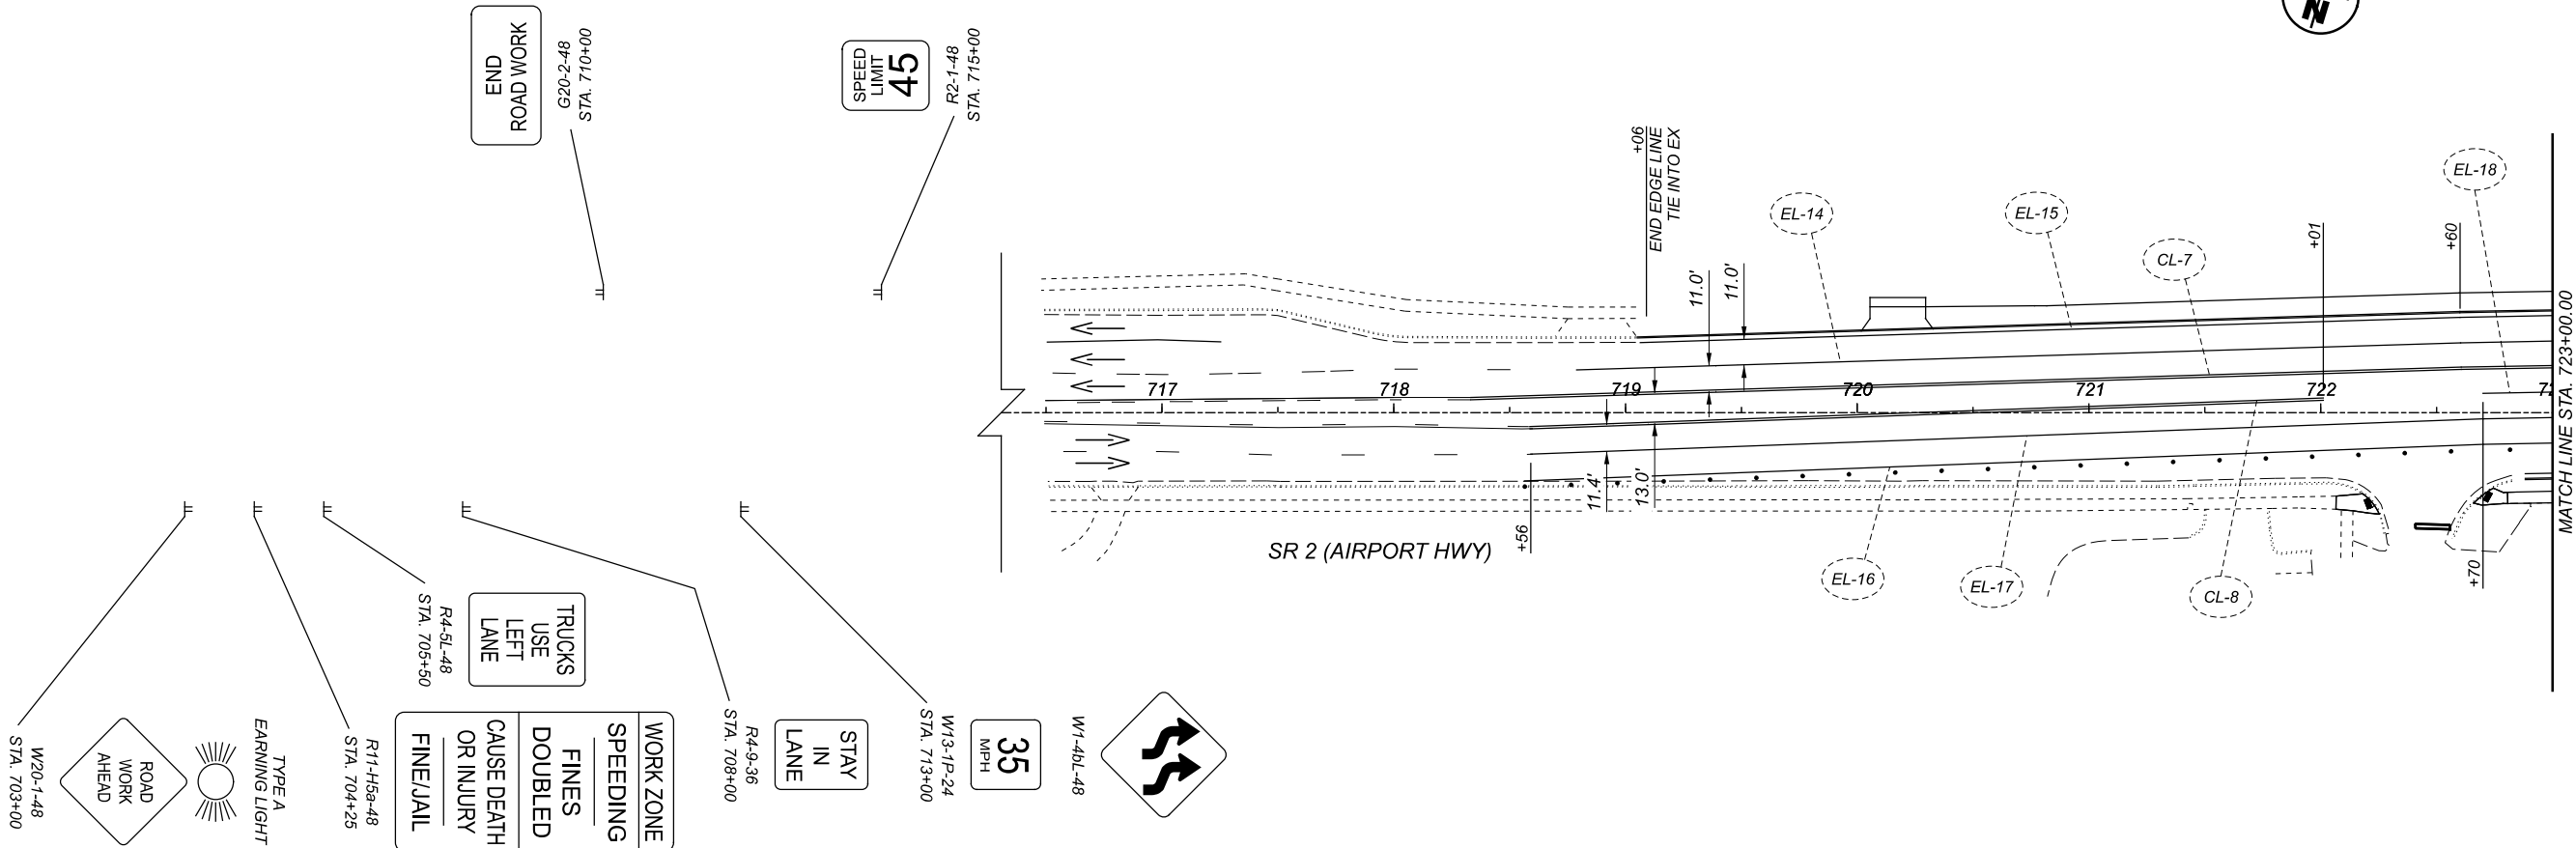 END
ROAD WORK
G20-2-48
STA. 710+00
SPEED
LIMIT
45
R2-1-48
STA. 715+00
N
+06
END EDGE LINE
TIE INTO EX
11.0'
11.0'
EL-14
EL-15
CL-7
+01
+60
EL-18
717
718
719
720
721
722
MATCH LINE STA. 723+00.00
+56
11.4'
13.0'
SR 2 (AIRPORT HWY)
EL-16
EL-17
CL-8
+70
W20-1-48
STA. 703+00
ROAD
WORK
AHEAD
TYPE A
EARNING LIGHT
R11-H5a-48
STA. 704+25
WORK ZONE
SPEEDING
FINES
DOUBLED
CAUSE DEATH
OR INJURY
FINE/JAIL
R4-5L-48
STA. 705+50
TRUCKS
USE
LEFT
LANE
R4-9-36
STA. 708+00
STAY
IN
LANE
W13-1P-24
STA. 713+00
35
MPH
W1-4bL-48